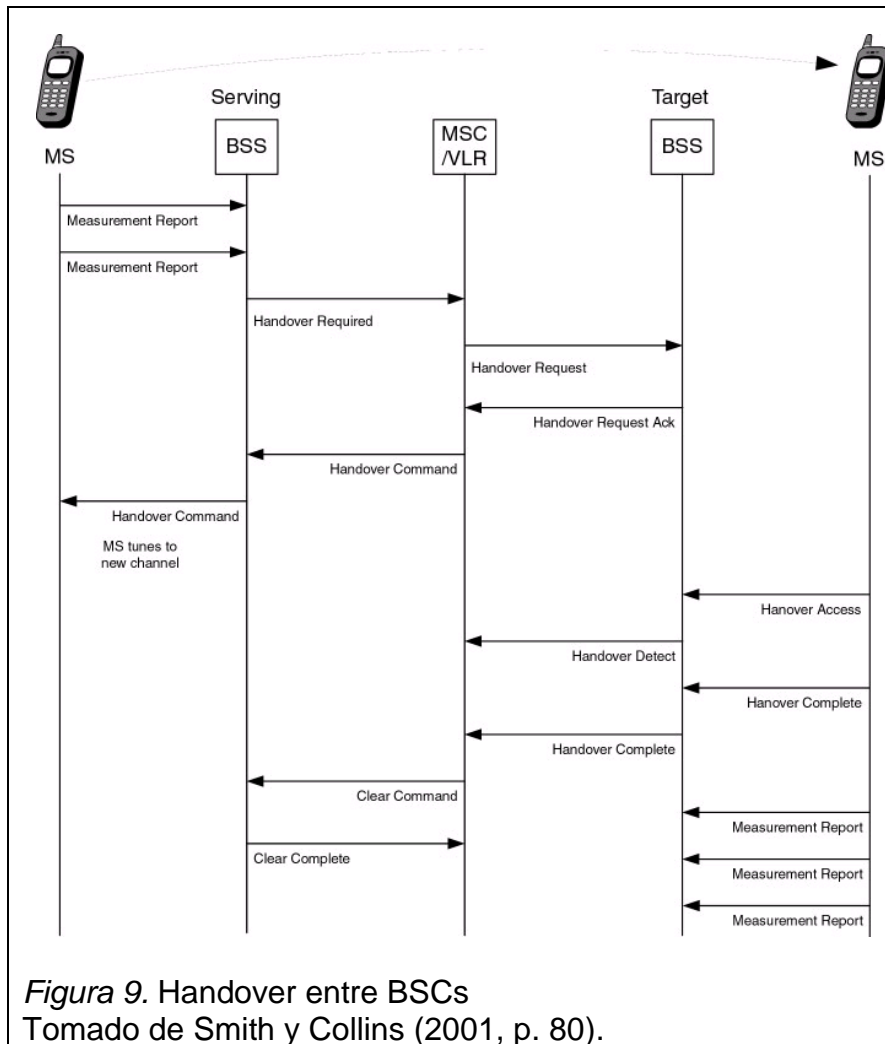 Serving
Target
MS
BSS
MSC
/VLR
BSS
MS
Measurement Report
Measurement Report
Handover Required
Handover Request
Handover Request Ack
Handover Command
Handover Command
MS tunes to
new channel
Hanover Access
Handover Detect
Hanover Complete
Handover Complete
Clear Command
Measurement Report
Clear Complete
Measurement Report
Measurement Report
Figura 9. Handover entre BSCs
Tomado de Smith y Collins (2001, p. 80).